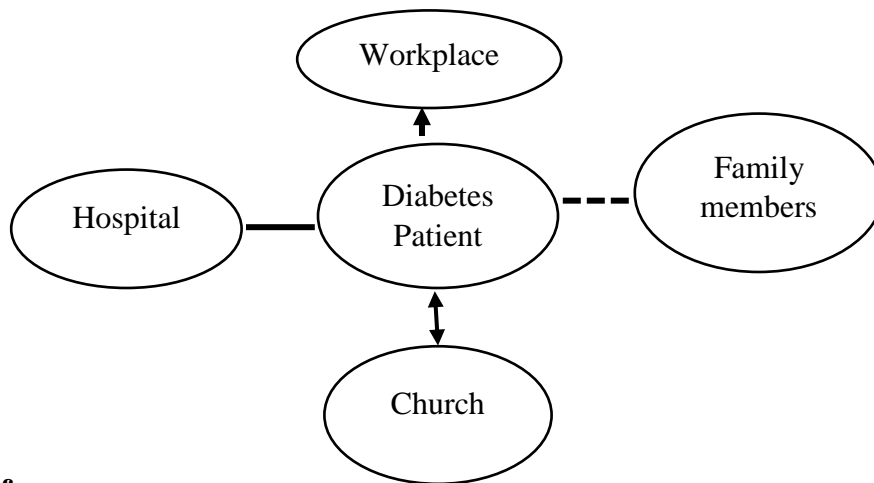 Workplace
Family
members
Diabetes
Patient
Hospital
Church